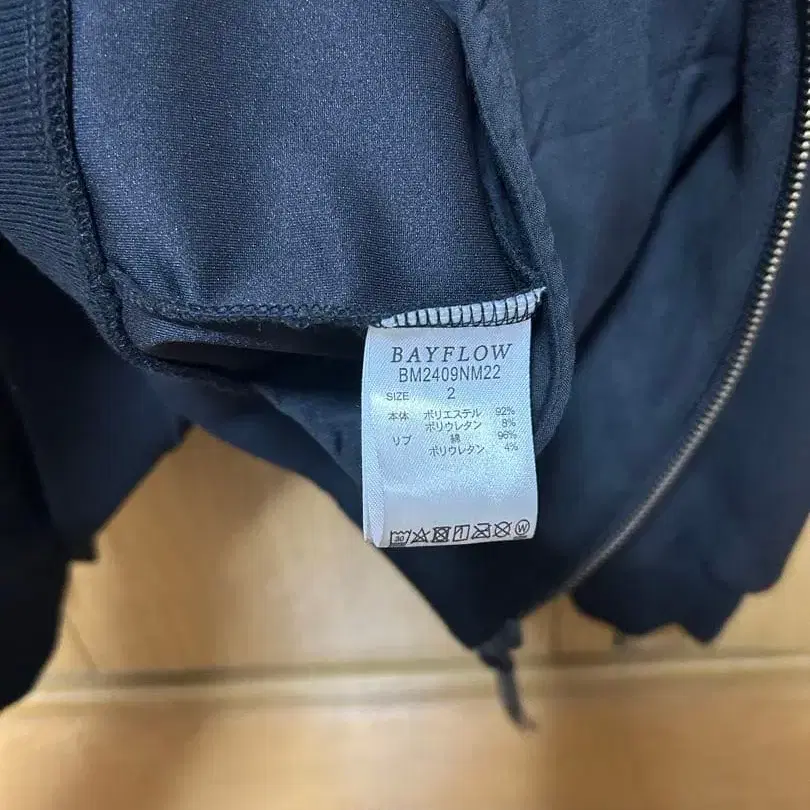 BAYFLOW
BM2409NM22
SIZE 2
本体 ポリエステル 92%
ポリウレタン 8%
リブ 綿 96%
ポリウレタン 4%
30 W